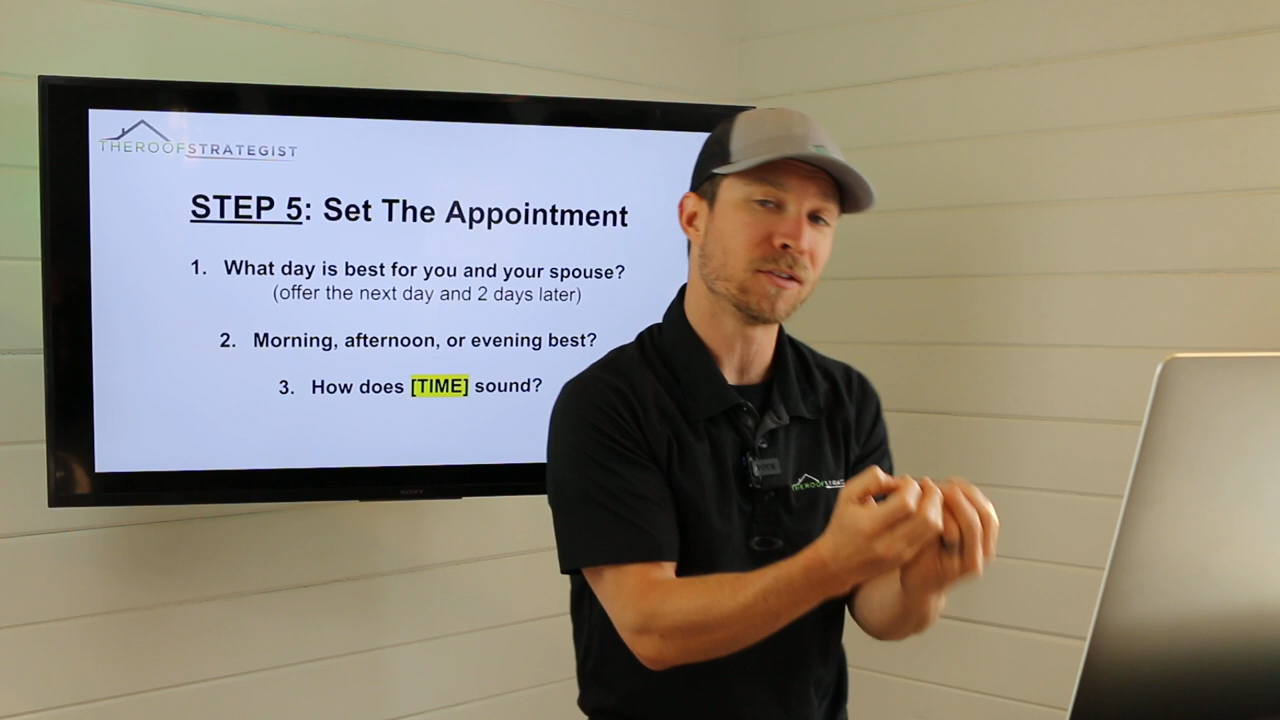 THEROOFSTRATEGIST
STEP 5: Set The Appointment
1. What day is best for you and your spouse?
(offer the next day and 2 days later)
2. Morning, afternoon, or evening best?
3. How does [TIME] sound?
SONY